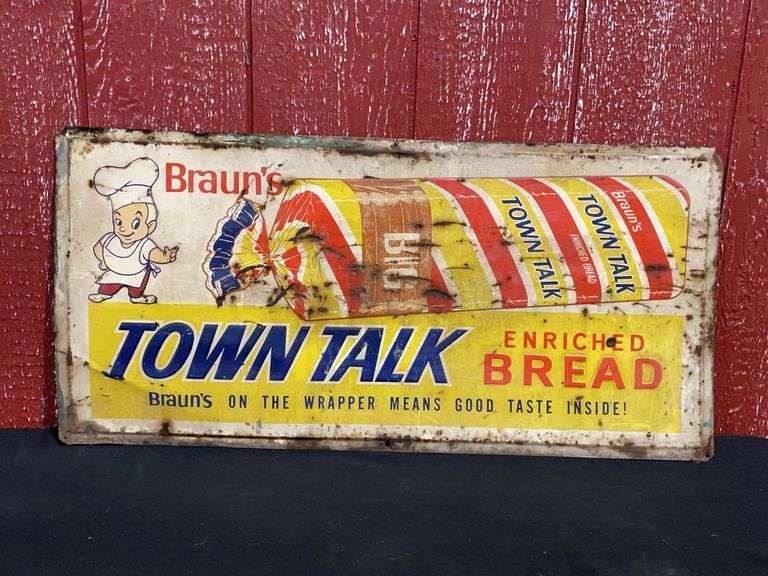 Braun's
BIG
TOWN TALK
ENRICHED BREAD
TOWN TALK
Braun's
TOWN TALK
ENRICHED
BREAD
Braun's ON THE WRAPPER MEANS GOOD TASTE INSIDE!